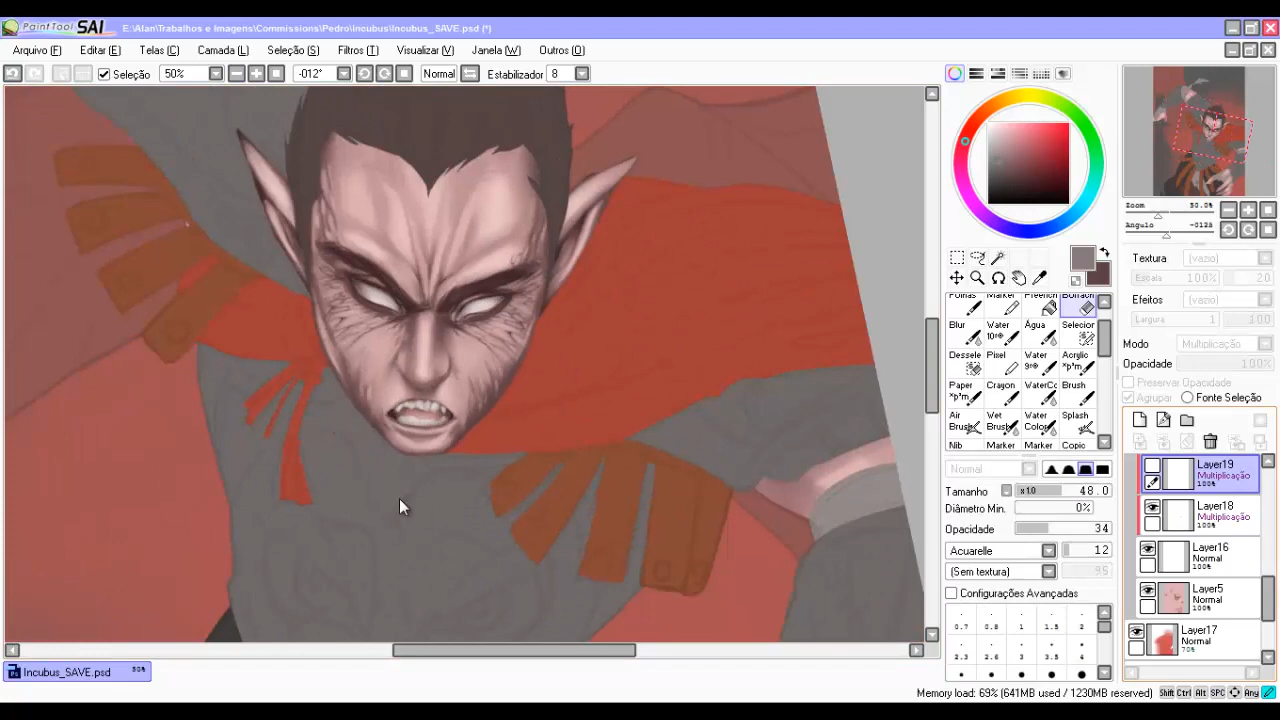 PaintTool SAI E:\Alan\Trabalhos e Imagens\Commissions\Pedro\Incubus\Incubus_SAVE.psd (*)
Arquivo (F) Editar (E) Telas (C) Camada (L) Seleção (S) Filtros (T) Visualizar (V) Janela (W) Outros (O)
Seleção 50% -012° Normal Estabilizador 8
Zoom 50.0%
Angulo -012B
Textura (vazio)
Escala 100% 20
Efeitos (vazio)
Largura 1 100
Modo Multiplicação
Opacidade 100%
Preservar Opacidade
Agrupar Fonte Seleção
Marker
Blur Water Água Selecior
Dessele Pixel Water Acrylic
Paper Crayon WaterCo Brush
Air Brush Wet Brush Water Color Splash
Nib Marker Marker Copic
Normal
Tamanho x1.0 48.0
Diâmetro Min. 0%
Opacidade 34
Acuarelle 12
(Sem textura) 95
Configurações Avançadas
0.7 0.8 1 1.5 2
2.3 2.6 3 3.5 4
Layer19
Multiplicação
100%
Layer18
Multiplicação
100%
Layer16
Normal
100%
Layer5
Normal
100%
Layer17
Normal
70%
Incubus_SAVE.psd 50%
Memory load: 69% (641MB used / 1230MB reserved) Shift Ctrl Alt SPC Any